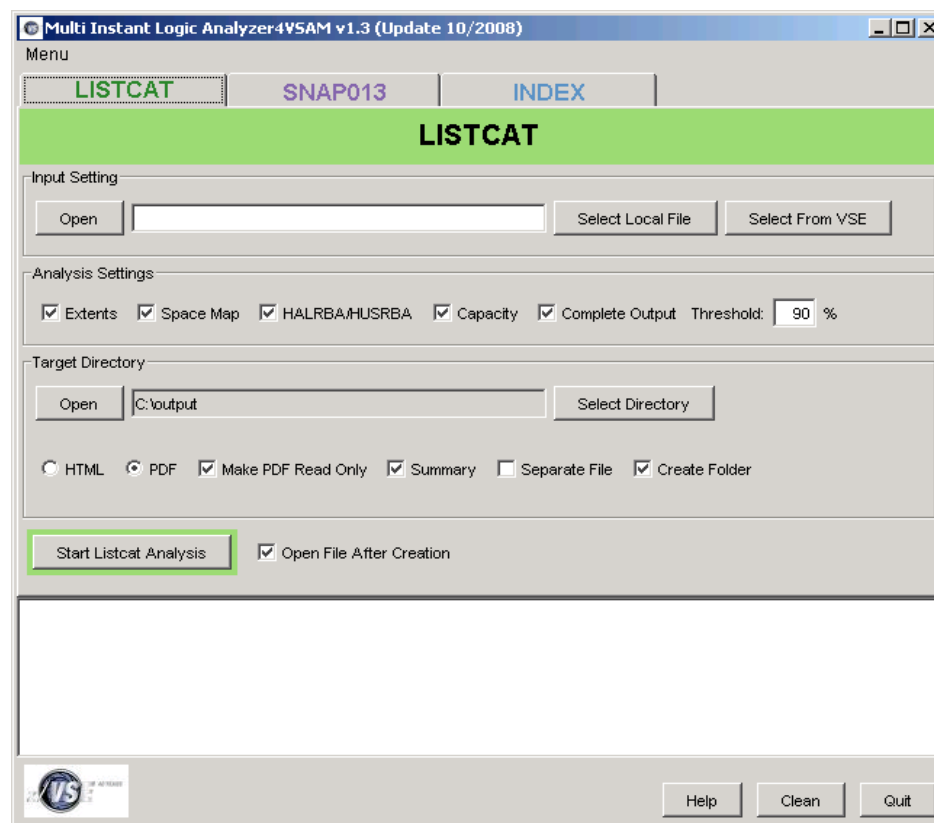 Multi Instant Logic Analyzer4VSAM v1.3 (Update 10/2008)
Menu
LISTCAT SNAP013 INDEX
LISTCAT
Input Setting
Open Select Local File Select From VSE
Analysis Settings
Extents Space Map HALRBA/HUSRBA Capacity Complete Output Threshold: 90 %
Target Directory
Open C:\output Select Directory
HTML PDF Make PDF Read Only Summary Separate File Create Folder
Start Listcat Analysis Open File After Creation
VS
Help Clean Quit